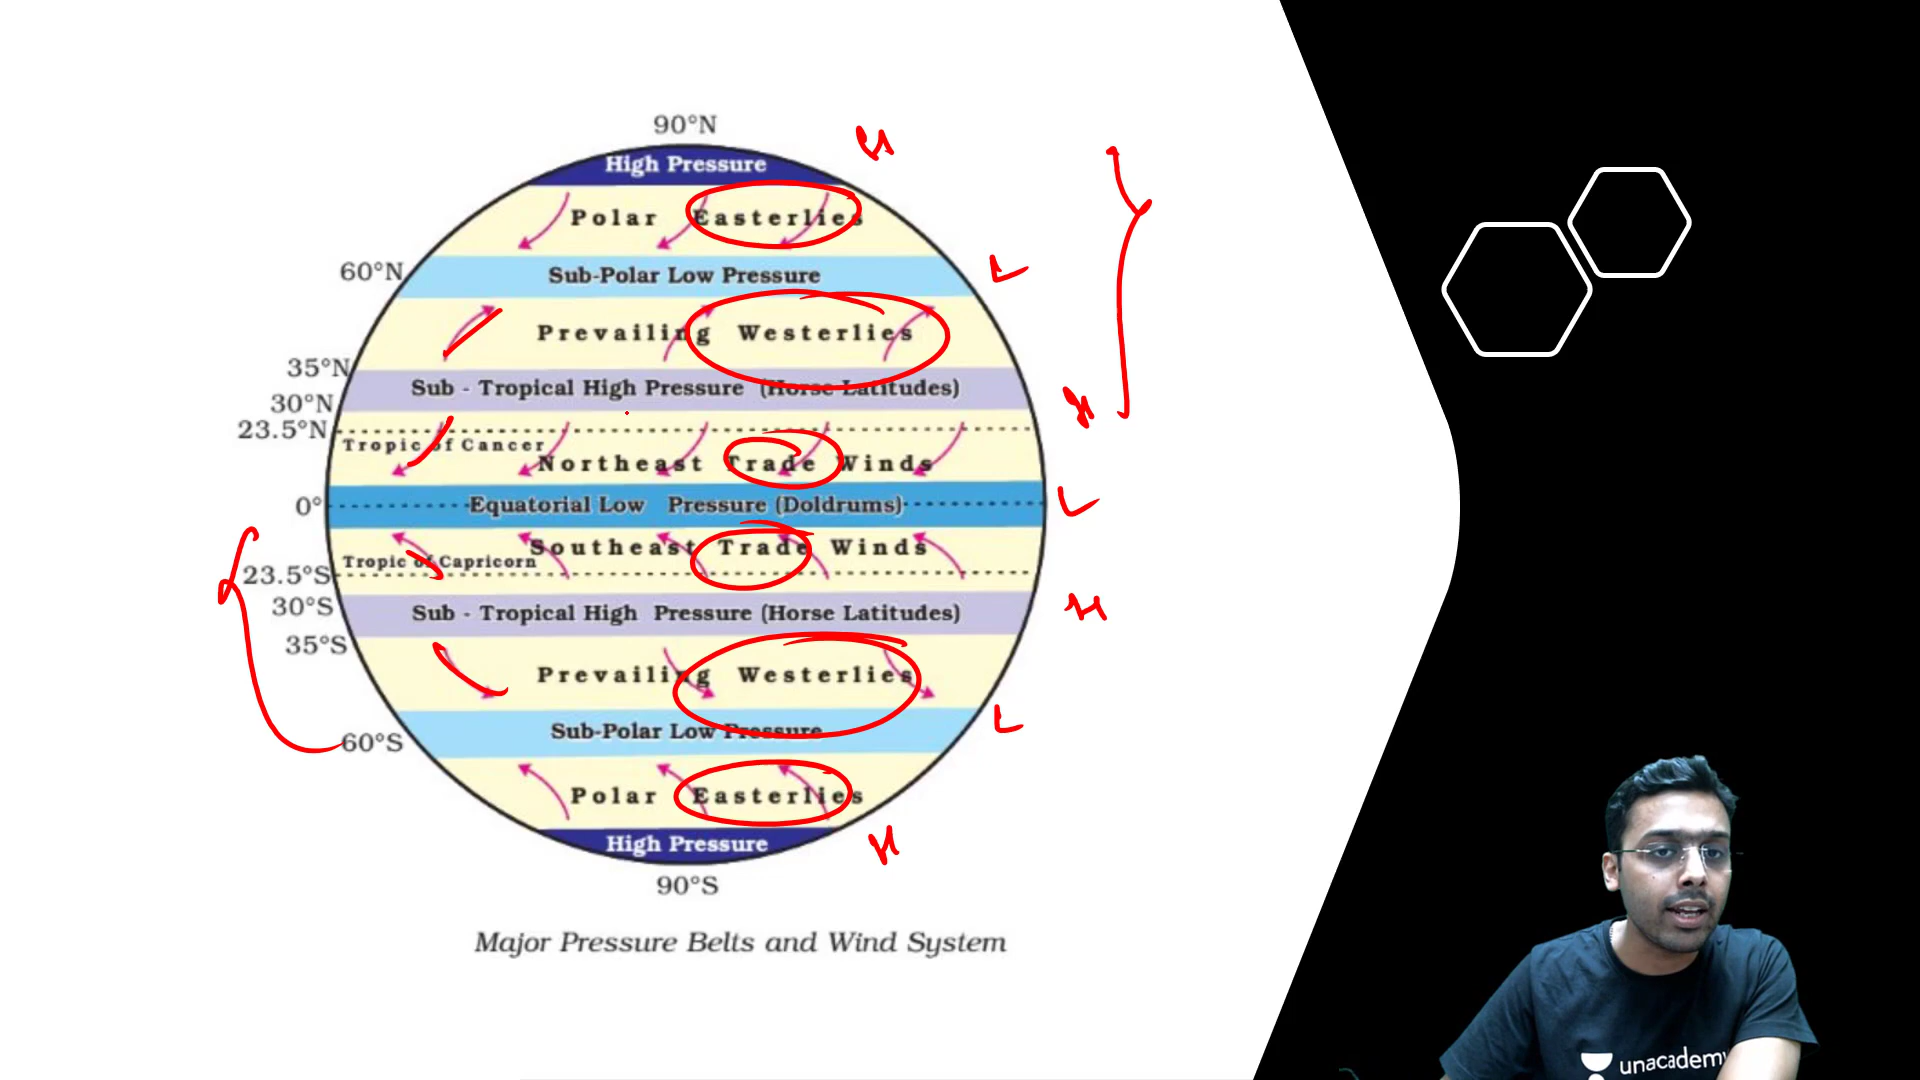 90°N
High Pressure
H
Polar Easterlies
60°N
Sub-Polar Low Pressure
L
Prevailing Westerlies
35°N
Sub - Tropical High Pressure (Horse Latitudes)
30°N
H
23.5°N
Tropic of Cancer
Northeast Trade Winds
0°
Equatorial Low Pressure (Doldrums)
L
Southeast Trade Winds
Tropic of Capricorn
23.5°S
30°S
Sub - Tropical High Pressure (Horse Latitudes)
H
35°S
Prevailing Westerlies
L
Sub-Polar Low Pressure
60°S
Polar Easterlies
High Pressure
H
90°S
Major Pressure Belts and Wind System
unacademy